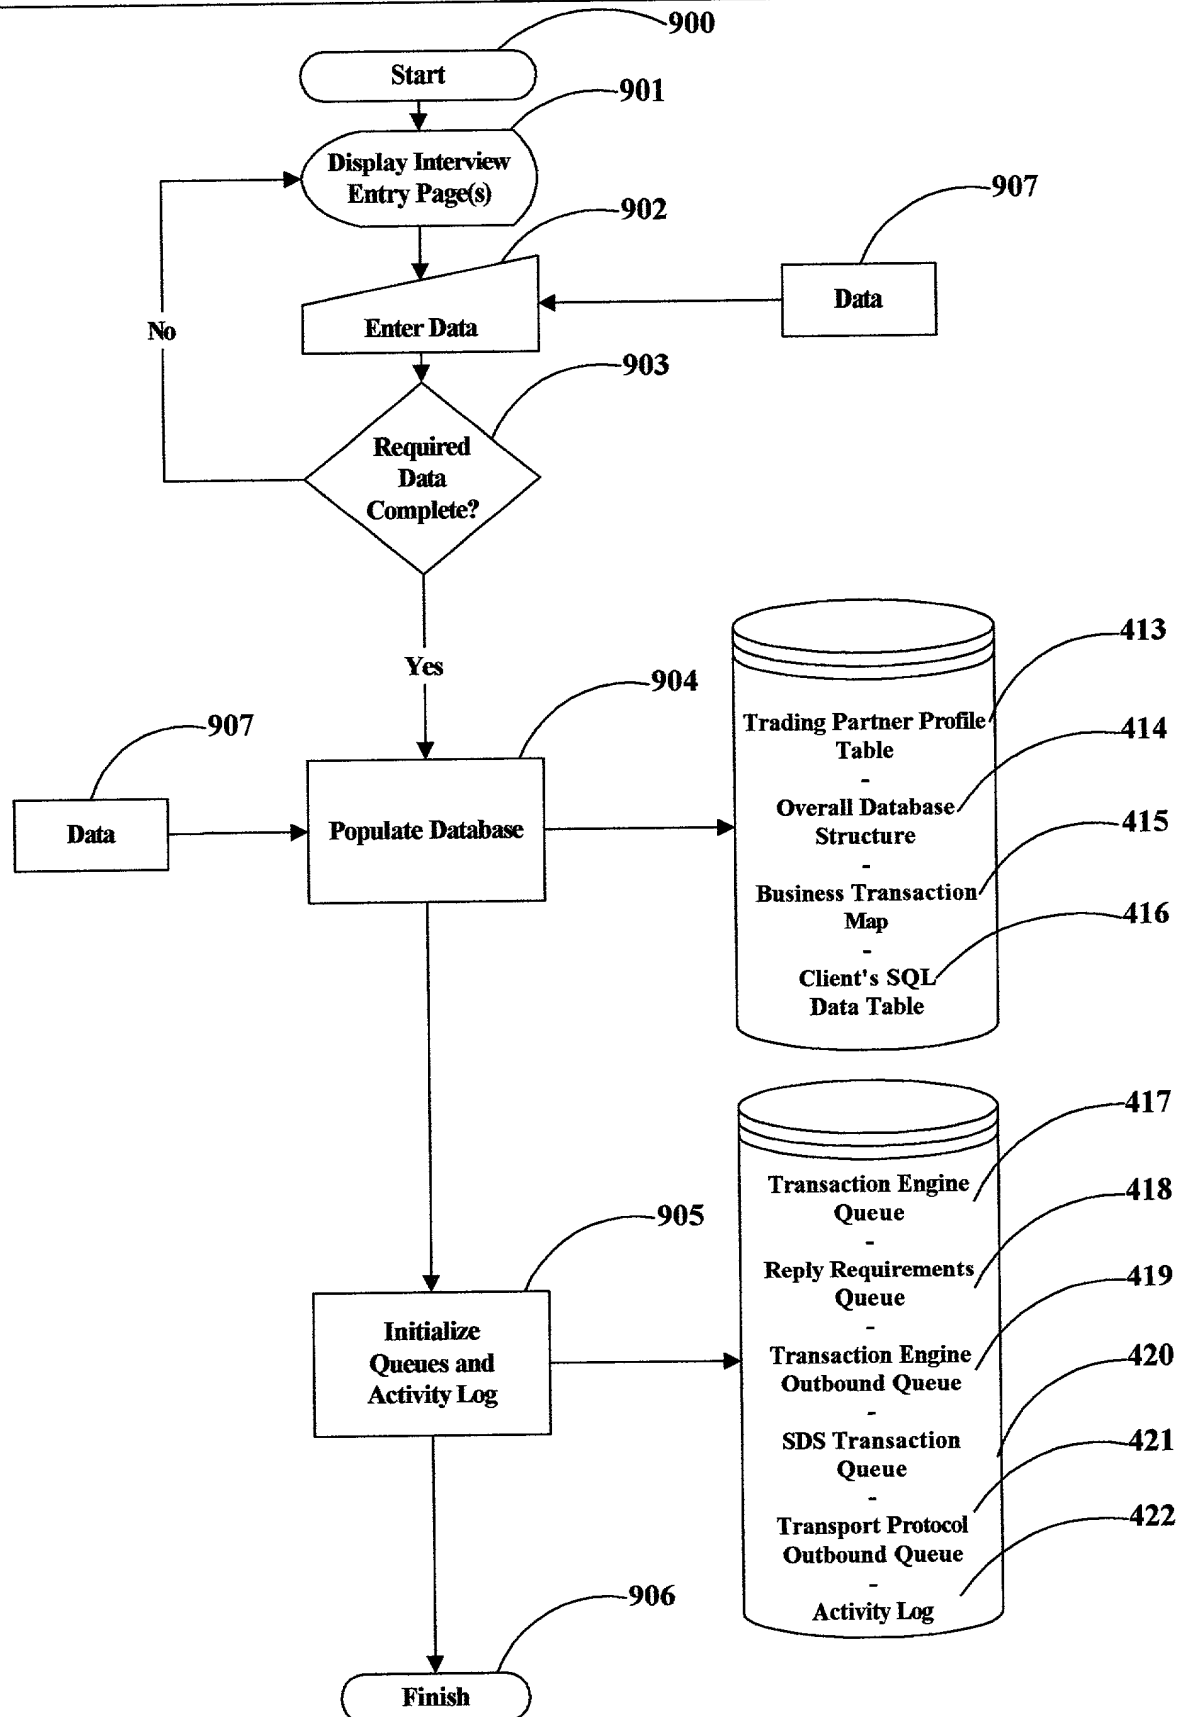 900
Start
901
Display Interview
Entry Page(s)
902
907
Data
Enter Data
No
903
Required
Data
Complete?
Yes
413
904
907
Trading Partner Profile
Table
414
-
Overall Database
Structure
415
Data
Populate Database
-
Business Transaction
Map
416
-
Client's SQL
Data Table
417
Transaction Engine
Queue
418
905
-
Reply Requirements
Queue
419
-
Initialize
Queues and
Activity Log
Transaction Engine
Outbound Queue
420
-
SDS Transaction
Queue
421
-
Transport Protocol
Outbound Queue
422
-
Activity Log
906
Finish